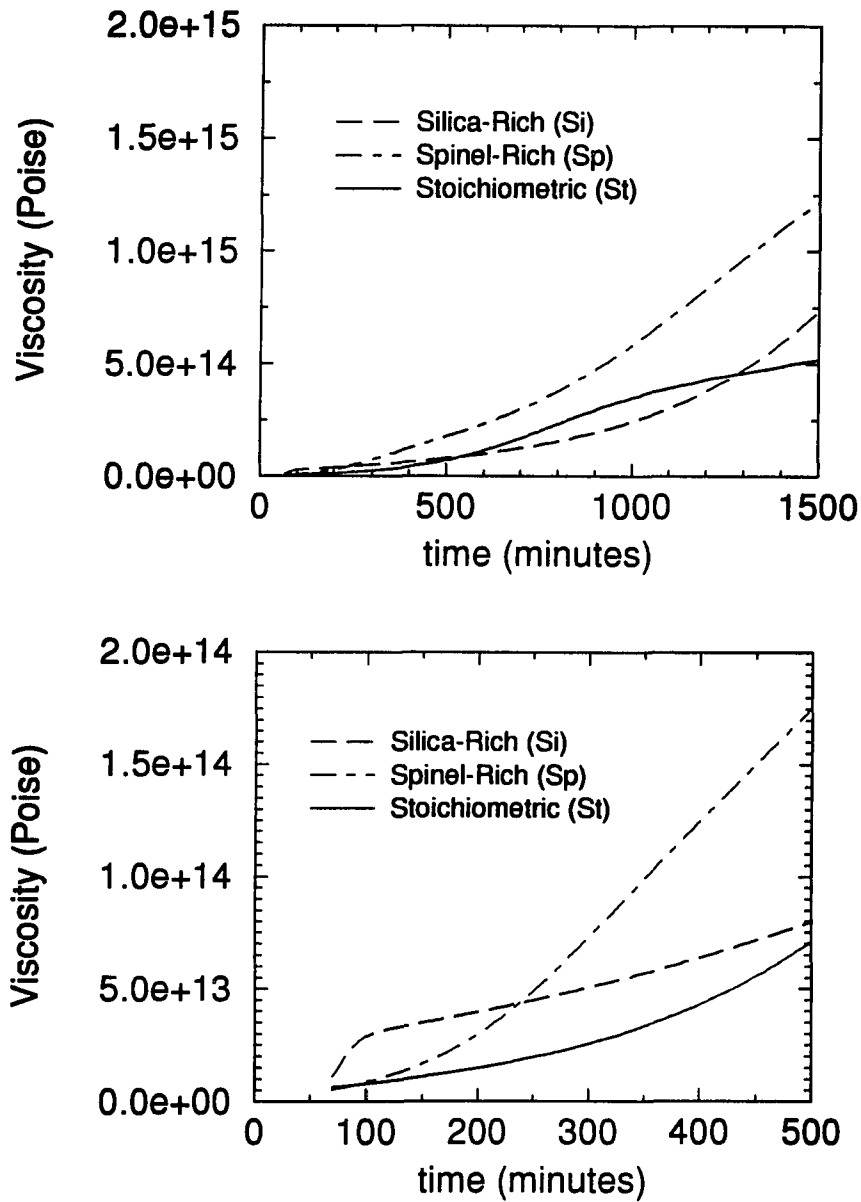 2.0e+15
1.5e+15
1.0e+15
5.0e+14
0.0e+00
Viscosity (Poise)
Silica-Rich (Si)
Spinel-Rich (Sp)
Stoichiometric (St)
0 500 1000 1500
time (minutes)
2.0e+14
1.5e+14
1.0e+14
5.0e+13
0.0e+00
Viscosity (Poise)
Silica-Rich (Si)
Spinel-Rich (Sp)
Stoichiometric (St)
0 100 200 300 400 500
time (minutes)